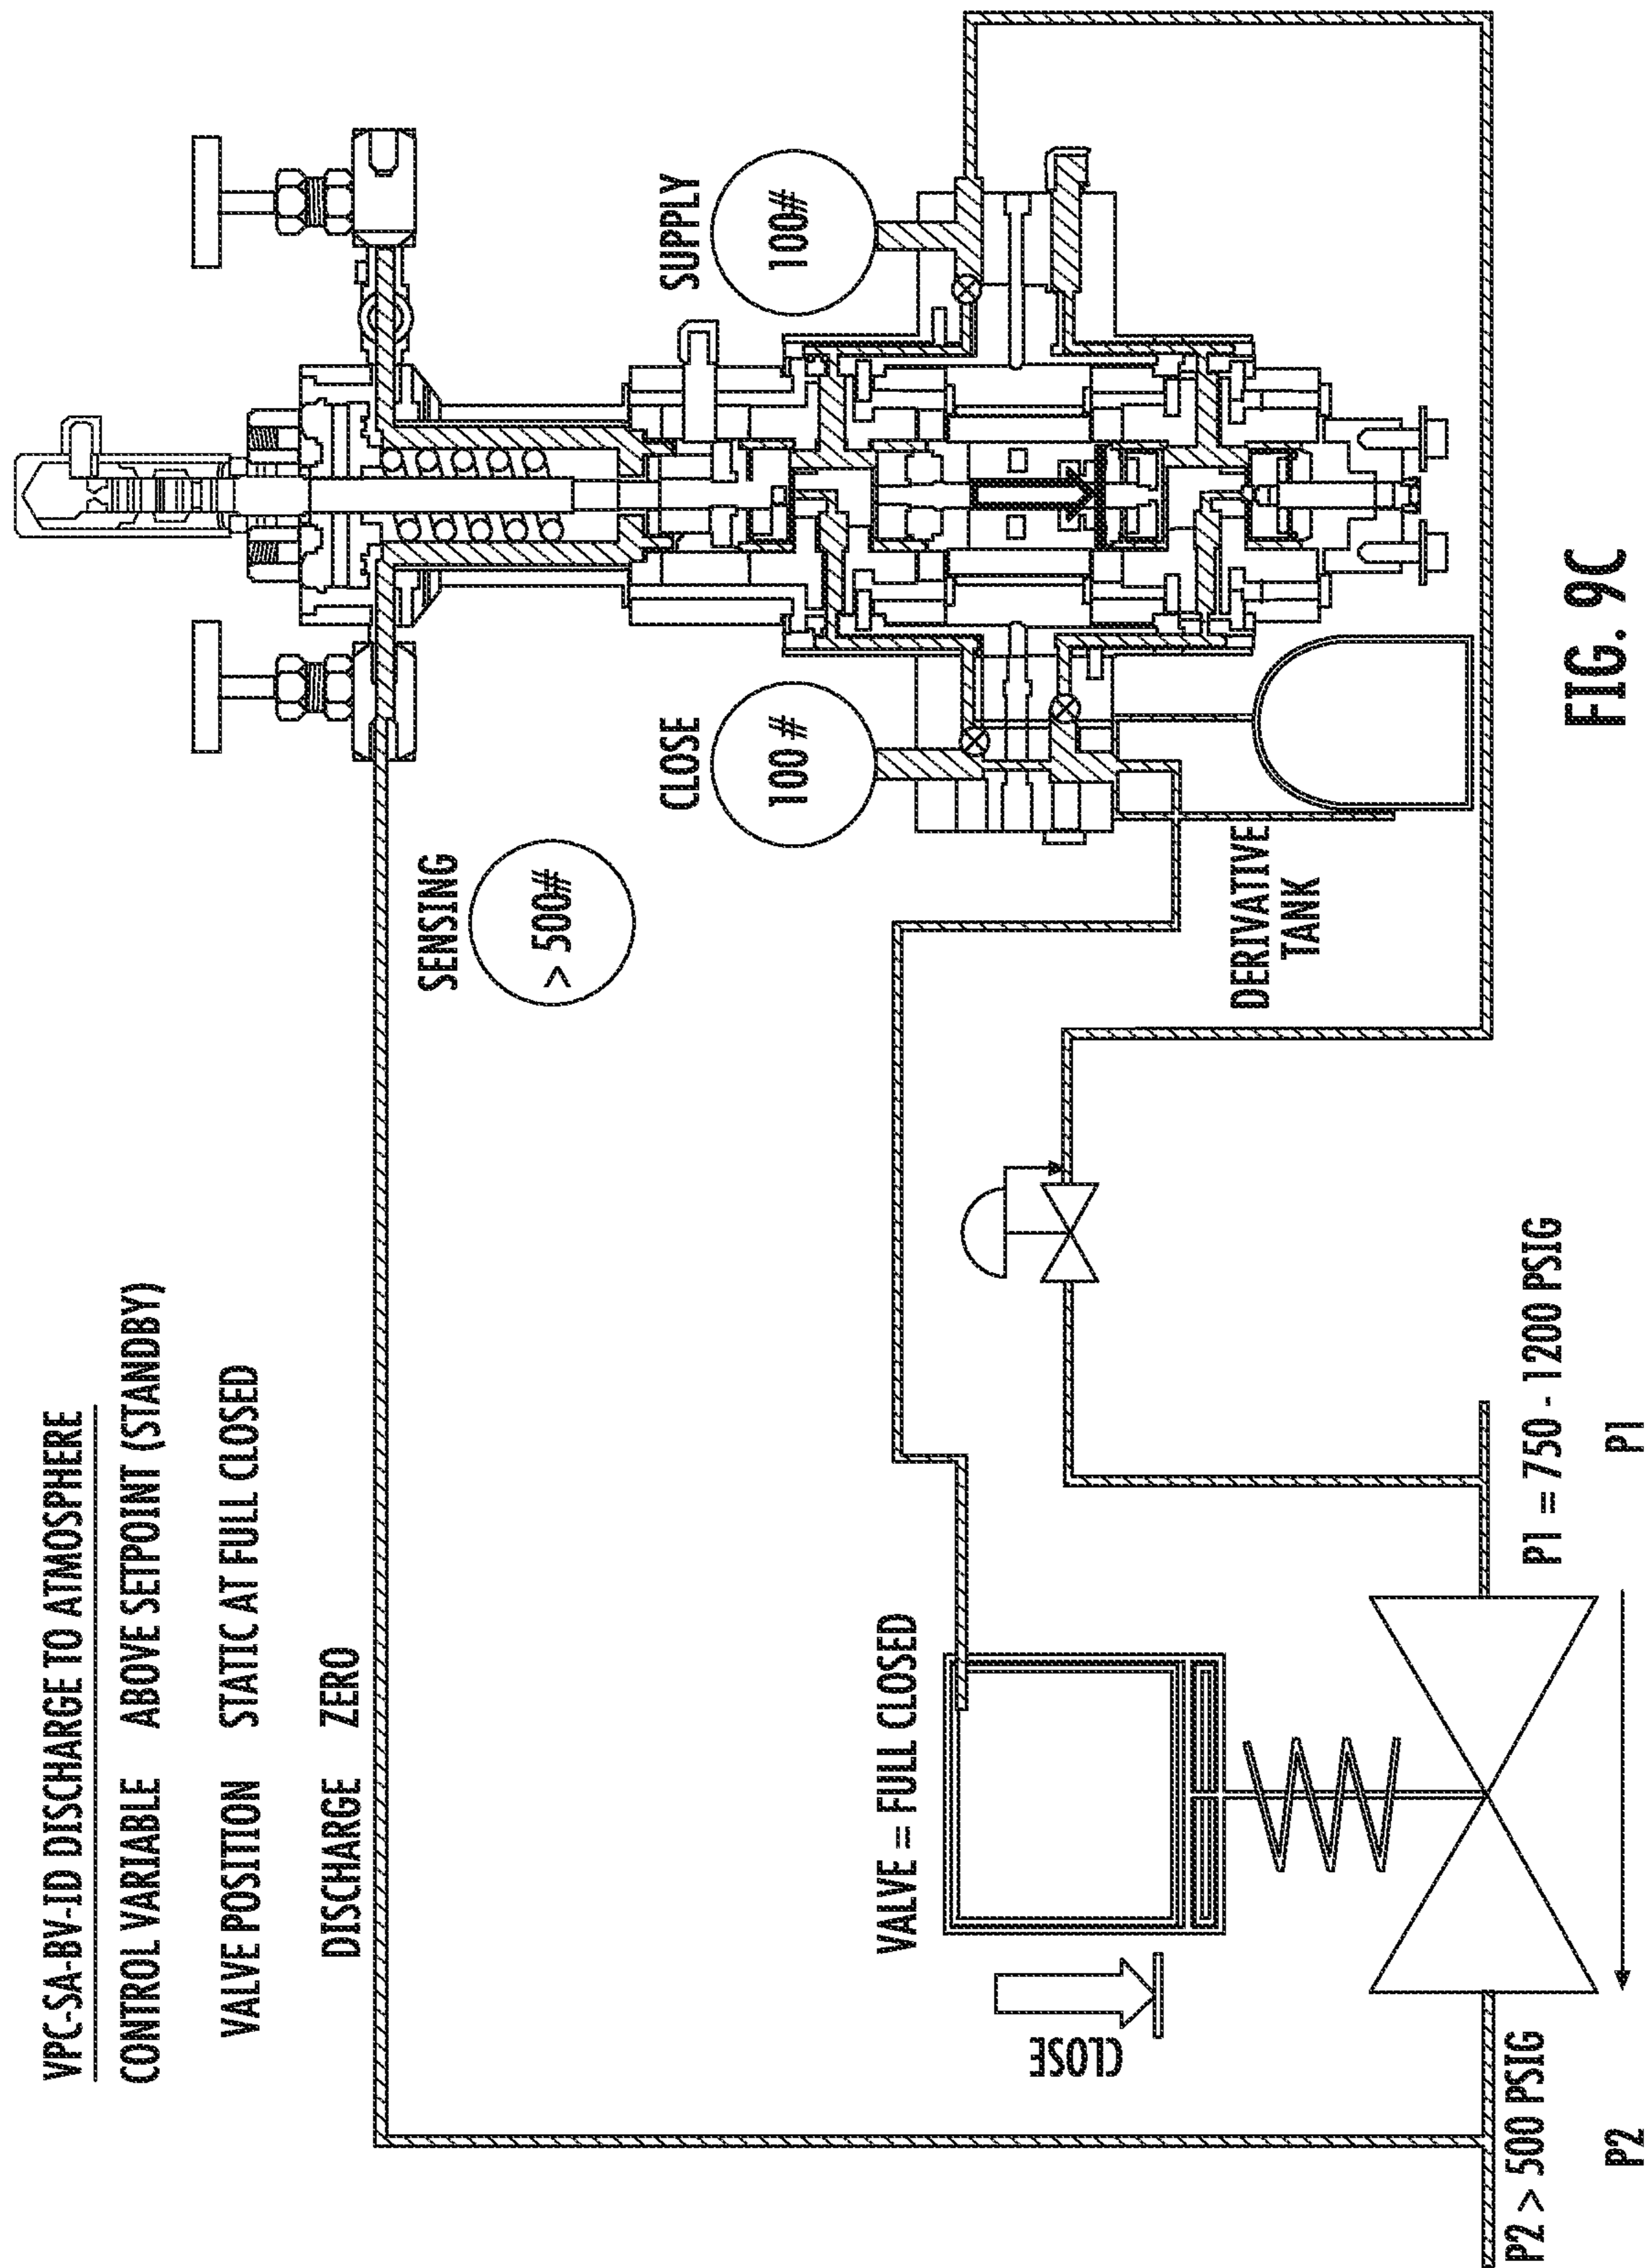 VPC-SA-BV-ID DISCHARGE TO ATMOSPHERE
CONTROL VARIABLE ABOVE SETPOINT (STANDBY)
VALVE POSITION STATIC AT FULL CLOSED
DISCHARGE ZERO
SENSING
> 500#
CLOSE
100 #
SUPPLY
100#
DERIVATIVE
TANK
VALVE = FULL CLOSED
CLOSE
P2 > 500 PSIG
P1 = 750 - 1200 PSIG
P2
P1
FIG. 9C